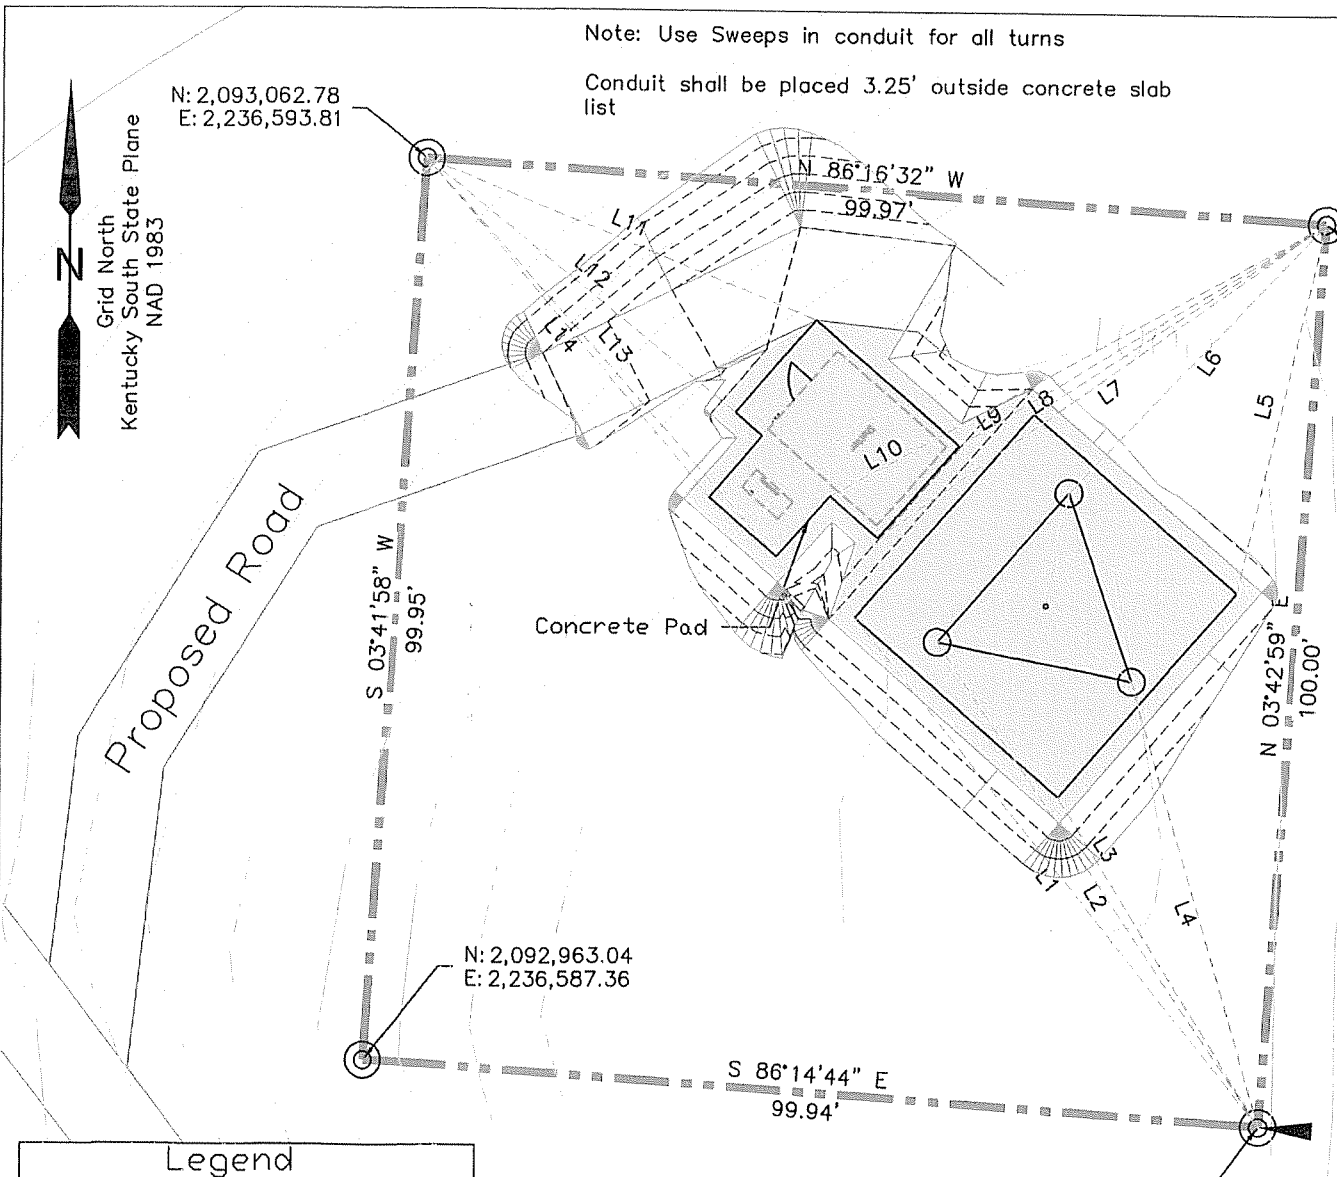 Note: Use Sweeps in conduit for all turns
Conduit shall be placed 3.25' outside concrete slab
list
N: 2,093,062.78
E: 2,236,593.81
N
Grid North
Kentucky South State Plane
NAD 1983
N 86°16'32" W
99.97'
L11
L12
L14
L13
L10
L9
L8
L7
L6
L5
S 03°41'58" W
99.95'
Proposed Road
Concrete Pad
N 03°42'59" E
100.00'
L1
L2
L3
L4
N: 2,092,963.04
E: 2,236,587.36
S 86°14'44" E
99.94'
Legend